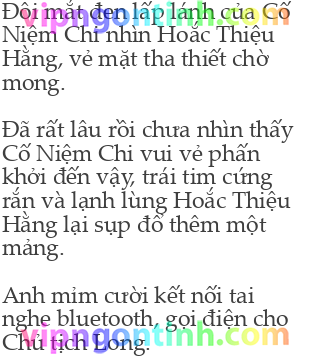 Đôi mắt đen lấp lánh của Cố
Niệm Chi nhìn Hoắc Thiệu
Hằng, vẻ mặt tha thiết chờ
mong.
Đã rất lâu rồi chưa nhìn thấy
Cố Niệm Chi vui vẻ phấn
khởi đến vậy, trái tim cứng
rắn và lạnh lùng Hoắc Thiệu
Hằng lại sụp đổ thêm một
mảng.
Anh mỉm cười kết nối tai
nghe bluetooth, gọi điện cho
Chủ tịch Long.
vipngontinh.com
vipngontinh.com